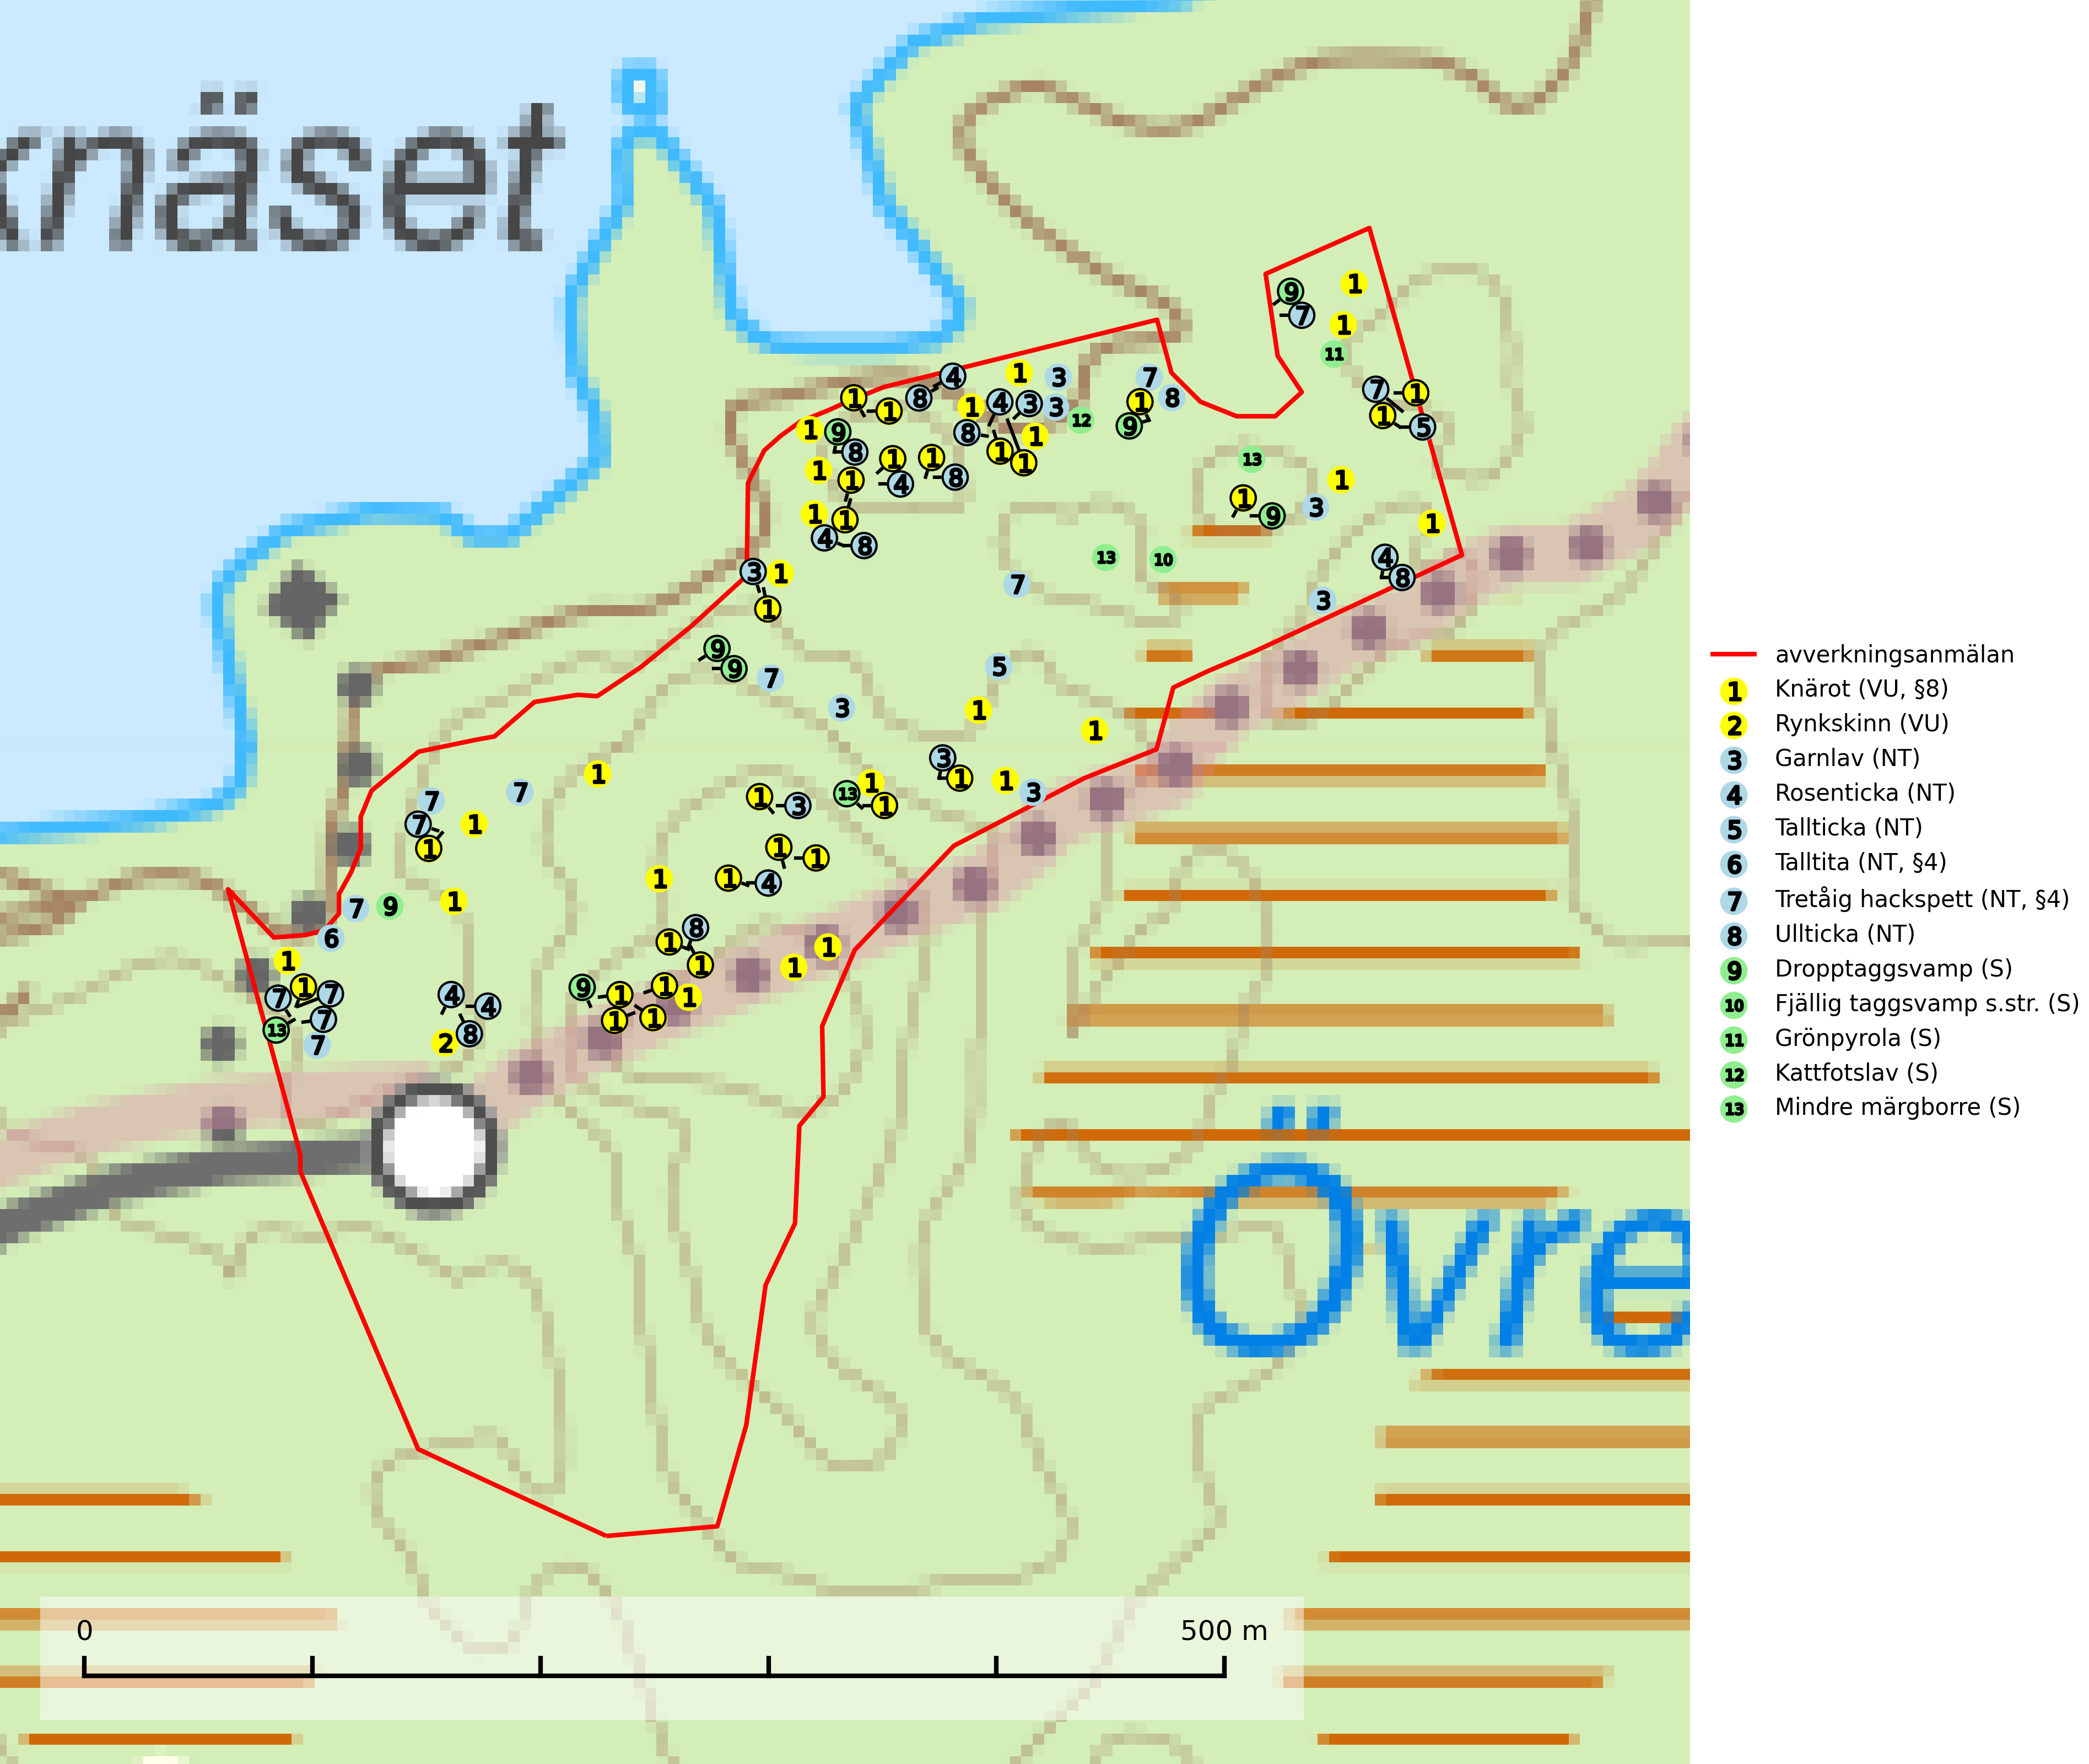 knäset
Övre
avverkningsanmälan
1 Knärot (VU, §8)
2 Rynkskinn (VU)
3 Garnlav (NT)
4 Rosenticka (NT)
5 Tallticka (NT)
6 Talltita (NT, §4)
7 Tretåig hackspett (NT, §4)
8 Ullticka (NT)
9 Dropptaggsvamp (S)
10 Fjällig taggsvamp s.str. (S)
11 Grönpyrola (S)
12 Kattfotslav (S)
13 Mindre märgborre (S)
0 500 m